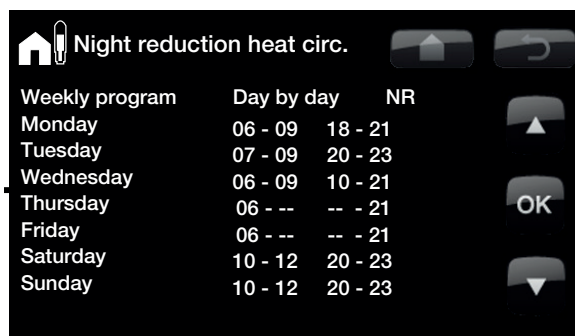 Night reduction heat circ.
Weekly program Day by day NR
Monday 06 - 09 18 - 21
Tuesday 07 - 09 20 - 23
Wednesday 06 - 09 10 - 21
Thursday 06 - -- -- - 21
Friday 06 - -- -- - 21
Saturday 10 - 12 20 - 23
Sunday 10 - 12 20 - 23
OK